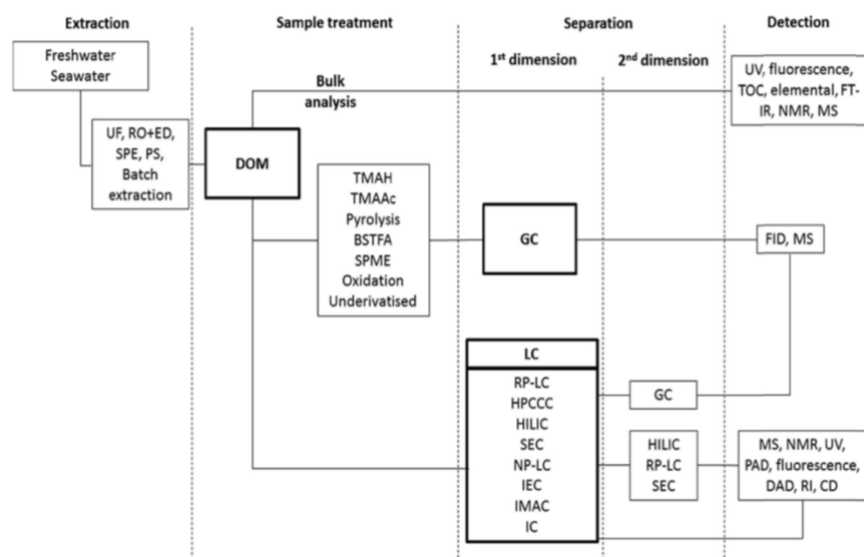 Extraction
Sample treatment
Separation
Detection
1st dimension
2nd dimension
Freshwater
Seawater
UF, RO+ED,
SPE, PS,
Batch
extraction
DOM
Bulk
analysis
UV, fluorescence,
TOC, elemental, FT-
IR, NMR, MS
TMAH
TMAAc
Pyrolysis
BSTFA
SPME
Oxidation
Underivatised
GC
FID, MS
LC
RP-LC
HPCCC
HILIC
SEC
NP-LC
IEC
IMAC
IC
GC
HILIC
RP-LC
SEC
MS, NMR, UV,
PAD, fluorescence,
DAD, RI, CD